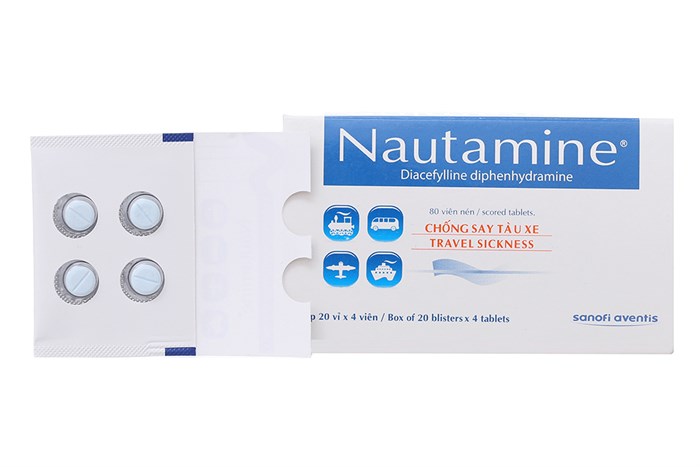 Nautamine®
Diacefylline diphenhydramine
80 viên nén / scored tablets.
CHỐNG SAY TÀU XE
TRAVEL SICKNESS
p 20 vỉ x 4 viên / Box of 20 blisters x 4 tablets
sanofi aventis